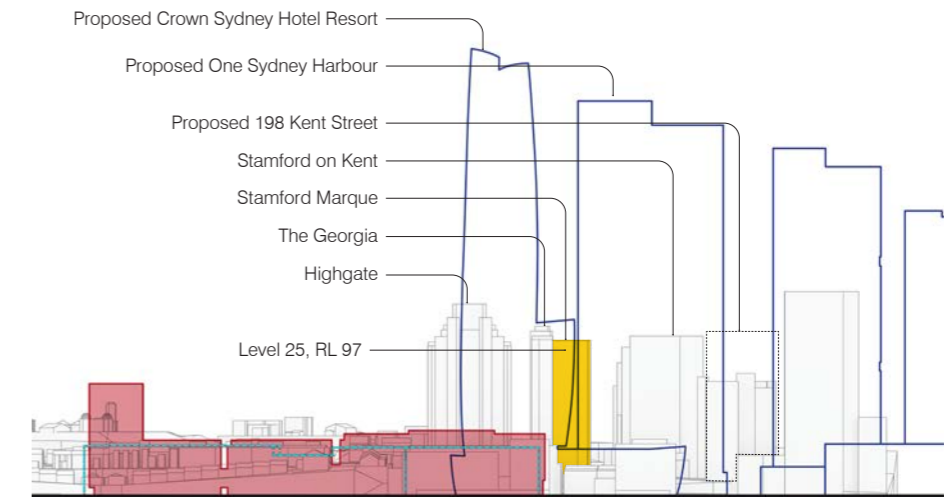 Proposed Crown Sydney Hotel Resort
Proposed One Sydney Harbour
Proposed 198 Kent Street
Stamford on Kent
Stamford Marque
The Georgia
Highgate
Level 25, RL 97